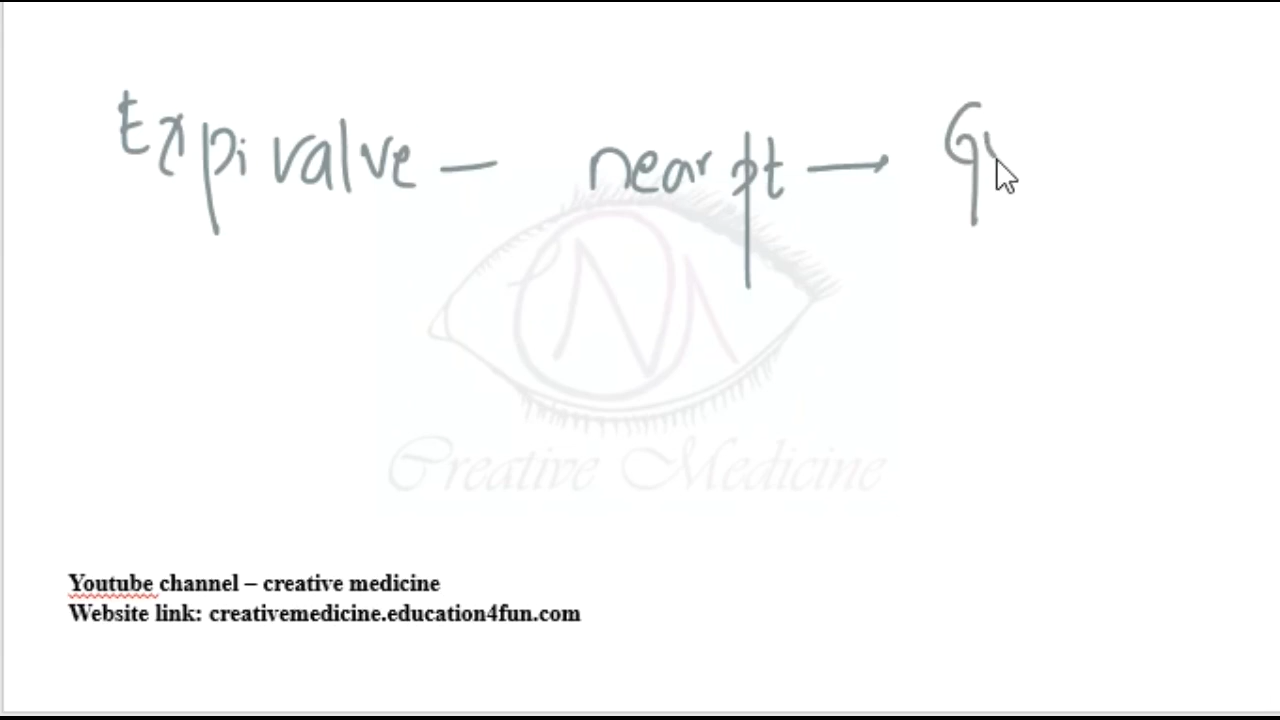 Expi valve — near pt →
Creative Medicine
Youtube channel – creative medicine
Website link: creativemedicine.education4fun.com